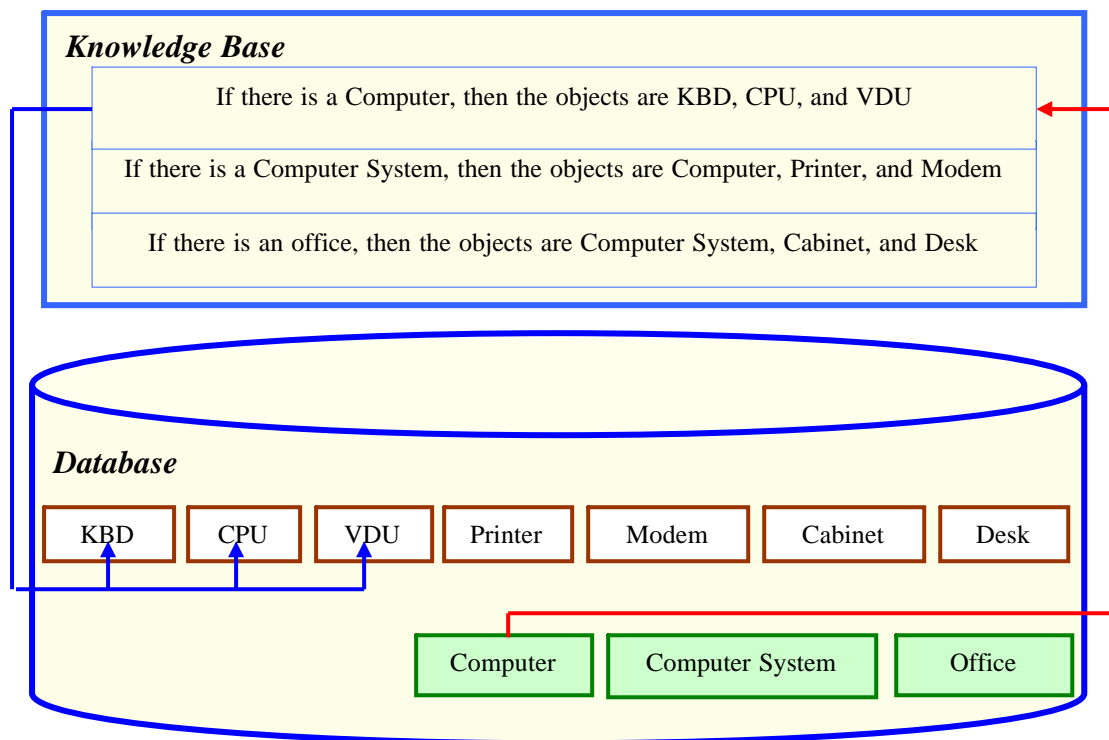 Knowledge Base
If there is a Computer, then the objects are KBD, CPU, and VDU
If there is a Computer System, then the objects are Computer, Printer, and Modem
If there is an office, then the objects are Computer System, Cabinet, and Desk
Database
KBD CPU VDU Printer Modem Cabinet Desk
Computer Computer System Office